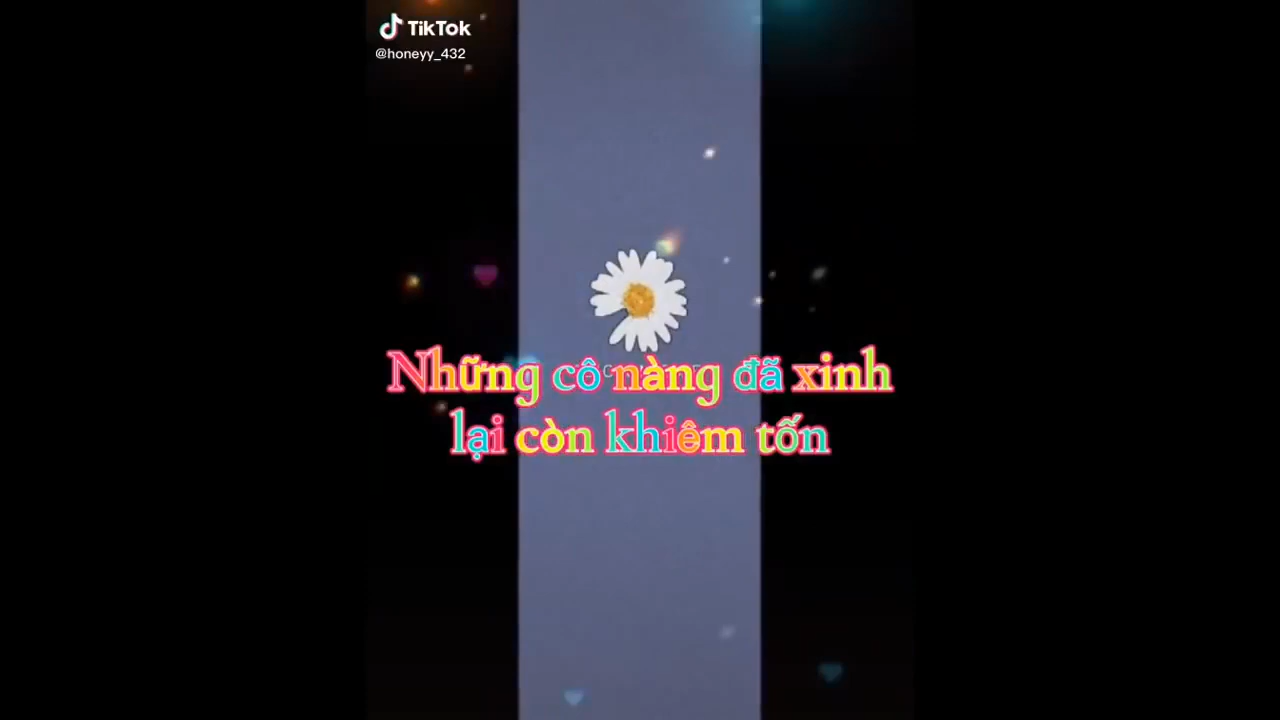 TikTok
@honeyy_432
Những cô nàng đã xinh
lại còn khiêm tốn